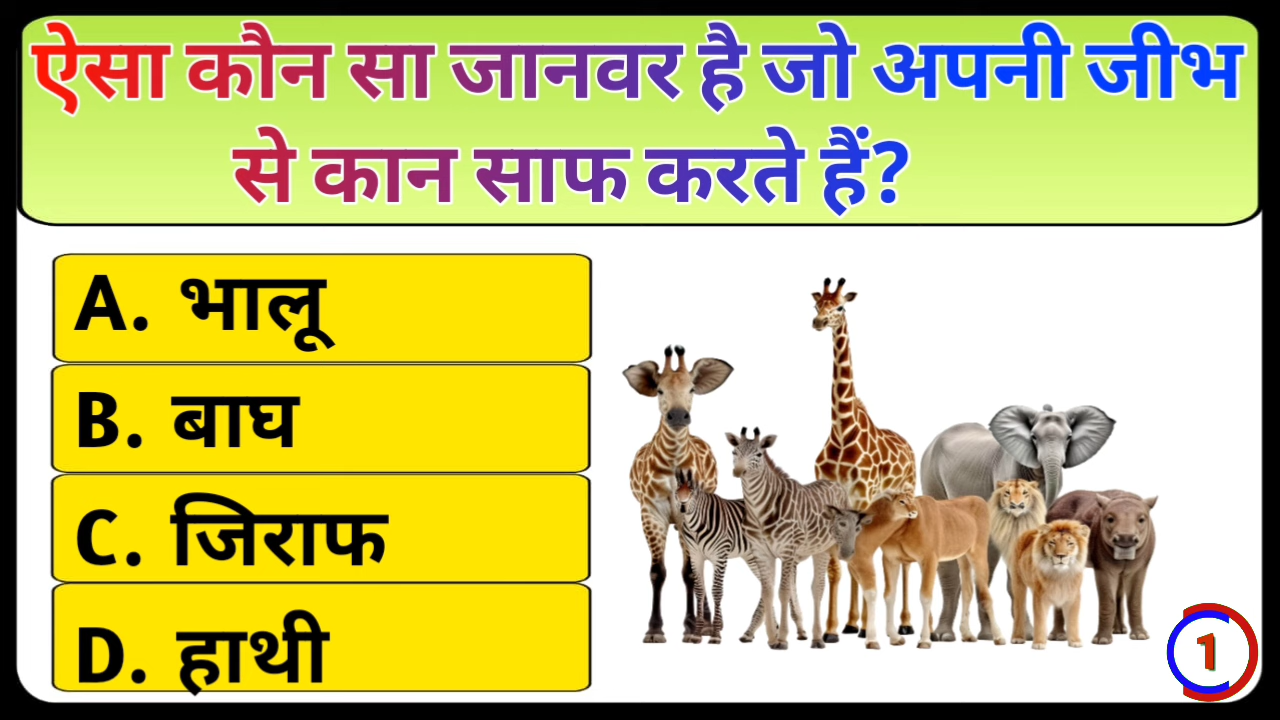 ऐसा कौन सा जानवर है जो अपनी जीभ
से कान साफ करते हैं?
A. भालू
B. बाघ
C. जिराफ
D. हाथी
1